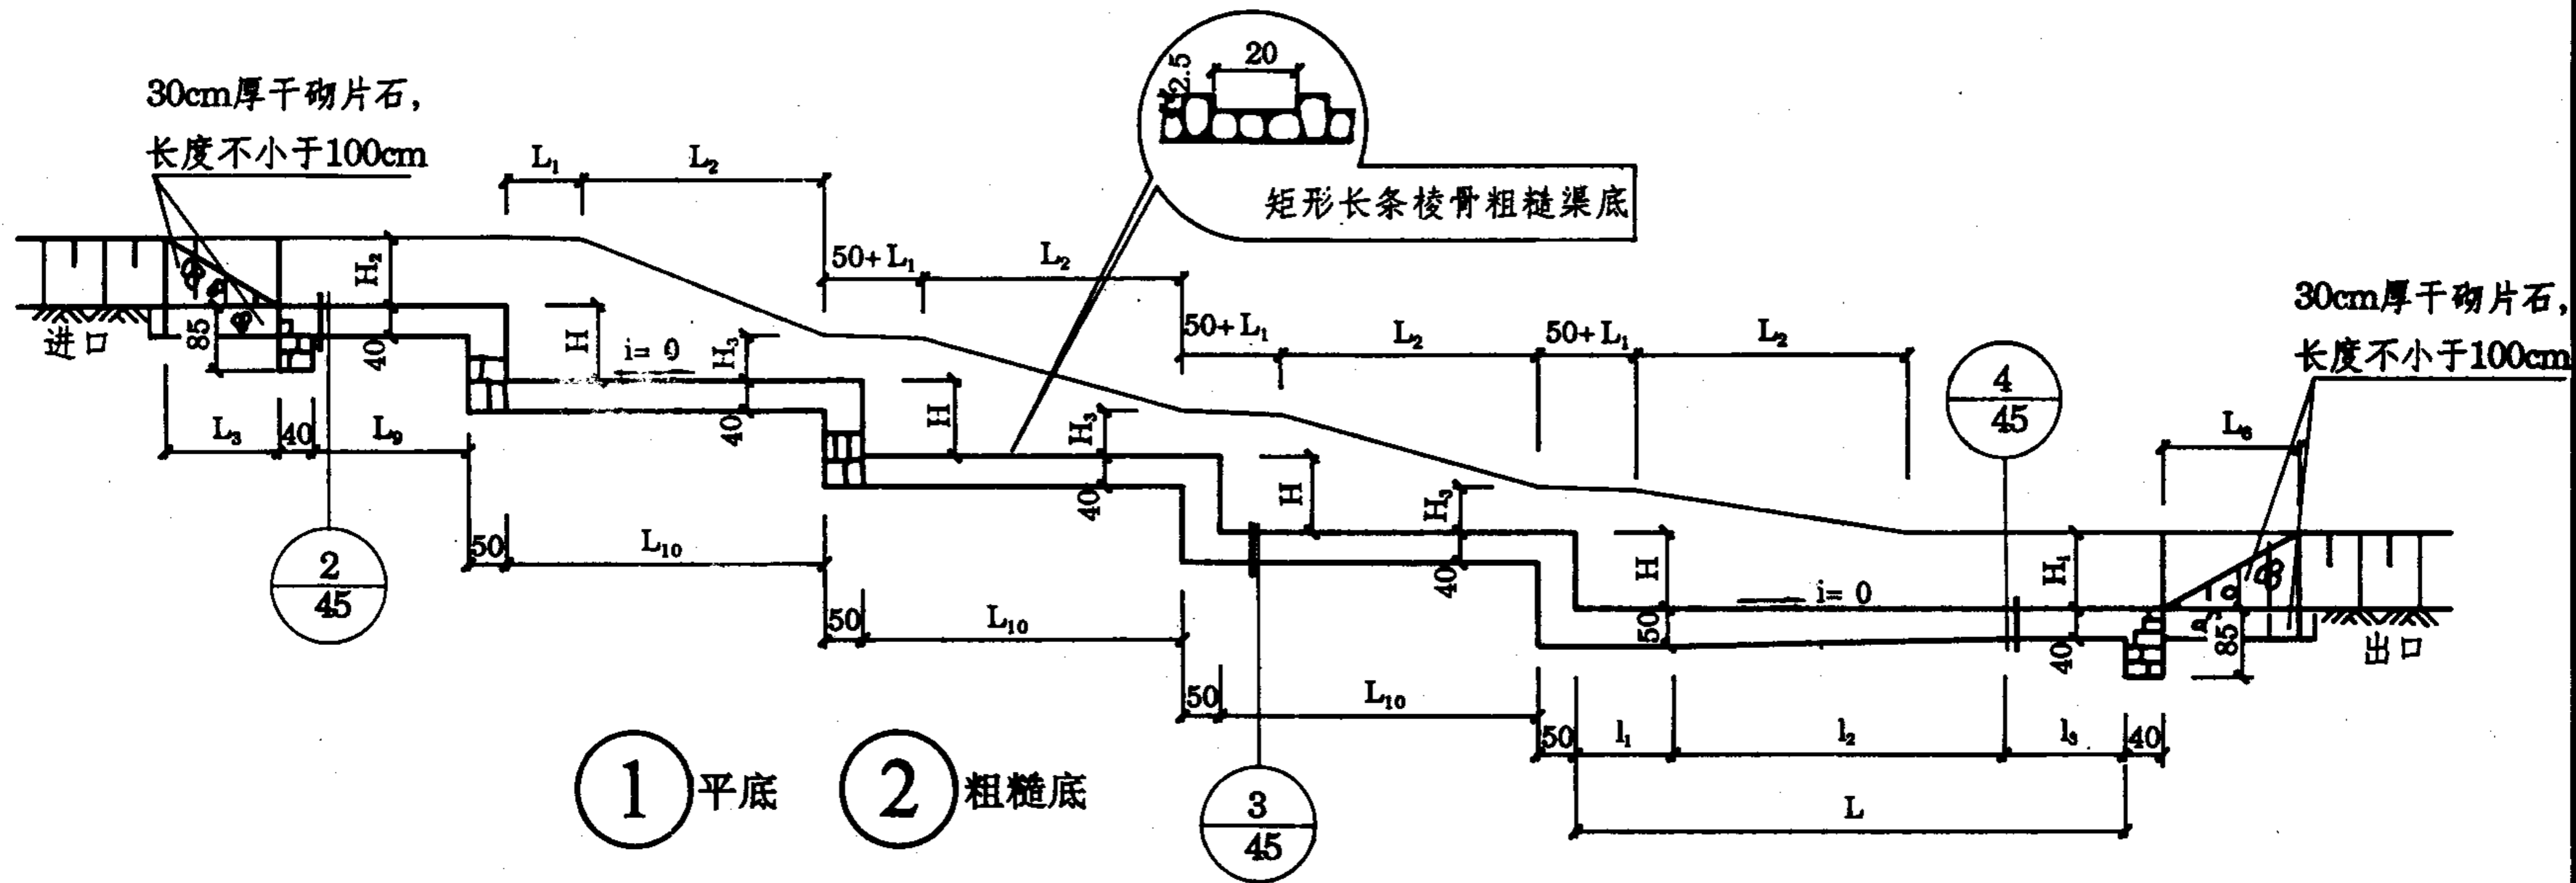 20
2.5
30cm厚干砌片石，
长度不小于100cm
L₁
L₂
矩形长条棱骨粗糙渠底
50+L₁
L₂
H₂
30cm厚干砌片石，
长度不小于100cm
进口
85
40
H
i= 0
H₃
50+L₁
L₂
50+L₁
L₂
4
45
L₃
40
L₉
40
H
H₃
L₆
40
H
H₃
50
L₁₀
2
45
40
H
i= 0
H₁
50
L₁₀
50
40
85
出口
50
L₁₀
50
l₁
l₂
l₃
40
1
平底
2
粗糙底
3
45
L